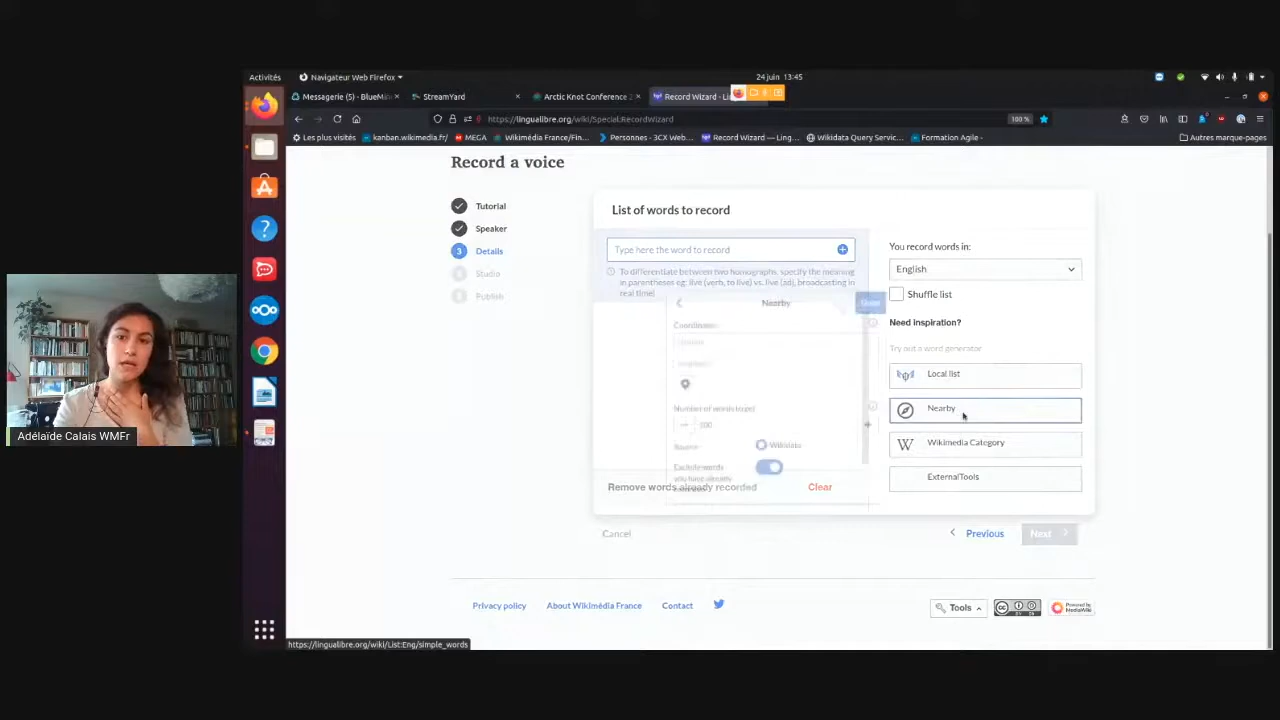 Activités
Navigateur Web Firefox
24 juin 13:45
Messagerie (5) - BlueMin
StreamYard
Arctic Knot Conference 2
Record Wizard - Li
https://lingualibre.org/wiki/Special:RecordWizard
100 %
Les plus visités
kanban.wikimedia.fr/
MEGA
Wikimédia France/Fin…
Personnes - 3CX Web…
Record Wizard — Ling…
Wikidata Query Servic…
Formation Agile -
Autres marque-pages
Record a voice
Tutorial
Speaker
3 Details
Studio
Publish
List of words to record
Type here the word to record
To differentiate between two homographs, specify the meaning
in parentheses eg: live (verb, to live) vs. live (ad), broadcasting in
real time)
Nearby
Coordinates
Number of words to get
100
Source
Wikidata
Exclude words
you have already
Remove words already recorded
Clear
You record words in:
English
Shuffle list
Need inspiration?
Try out a word generator
Local list
Nearby
Wikimedia Category
ExternalTools
Cancel
Previous
Next
Privacy policy
About Wikimédia France
Contact
Tools
Powered by
MediaWiki
https://lingualibre.org/wiki/List:Eng/simple_words
Adélaïde Calais WMFr